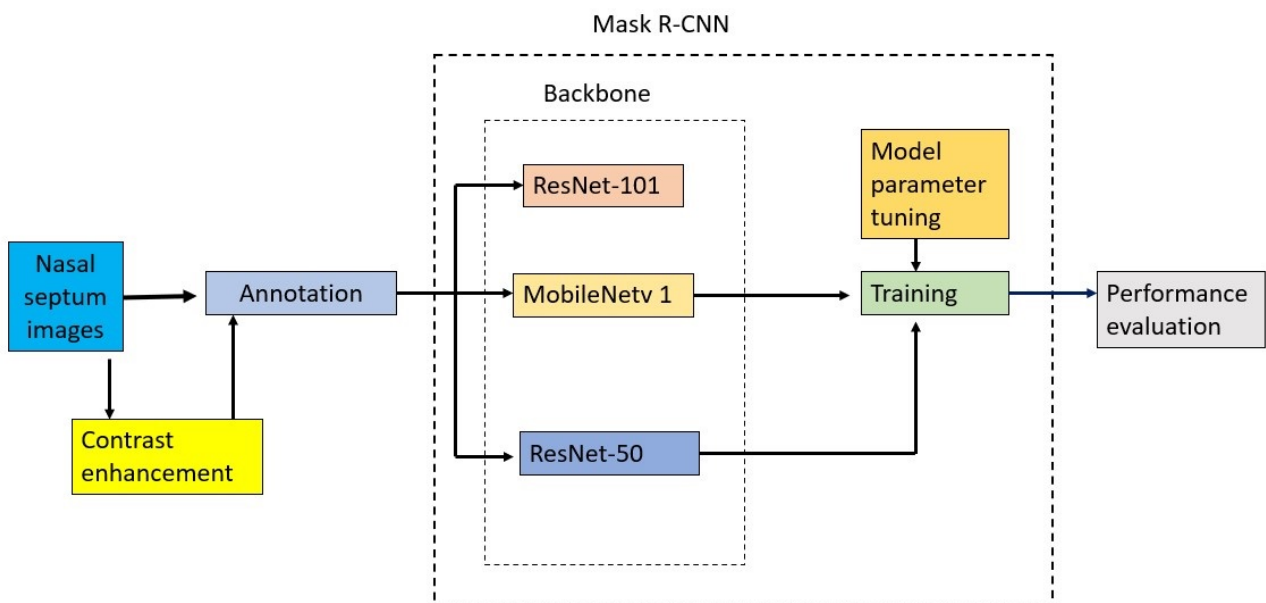 Mask R-CNN
Backbone
Nasal
septum
images
Contrast
enhancement
Annotation
ResNet-101
MobileNetv 1
ResNet-50
Model
parameter
tuning
Training
Performance
evaluation